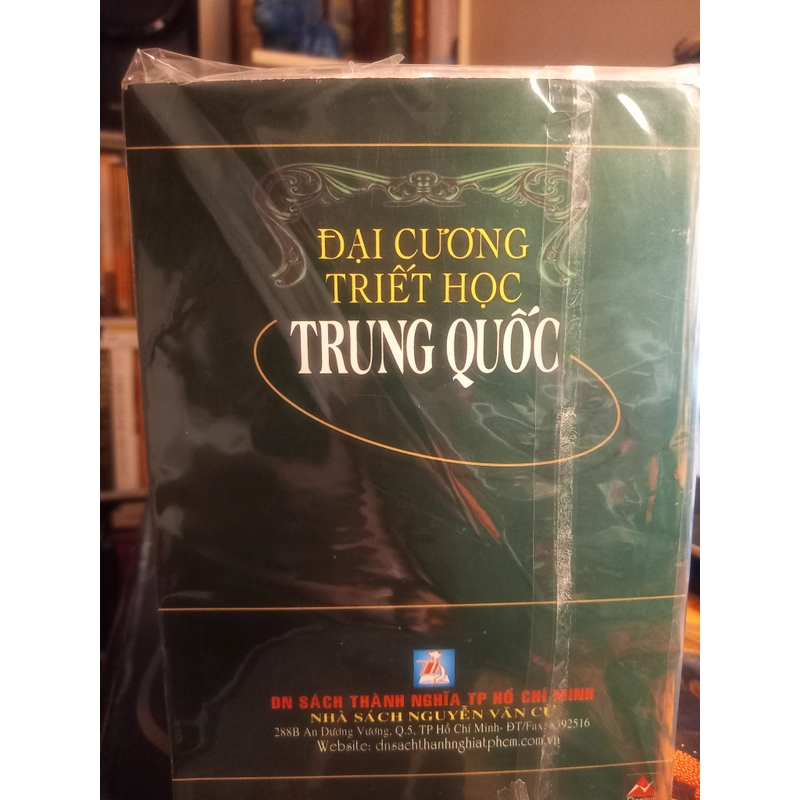 ĐẠI CƯƠNG
TRIẾT HỌC
TRUNG QUỐC
DN SÁCH THÀNH NGHĨA TP HỒ CHÍ MINH
NHÀ SÁCH NGUYỄN VĂN CỪ
288B An Dương Vương, Q.5, TP Hồ Chí Minh- ĐT/Fax: 8392516
Website: dnsachthanhnghiatphcm.com.vn